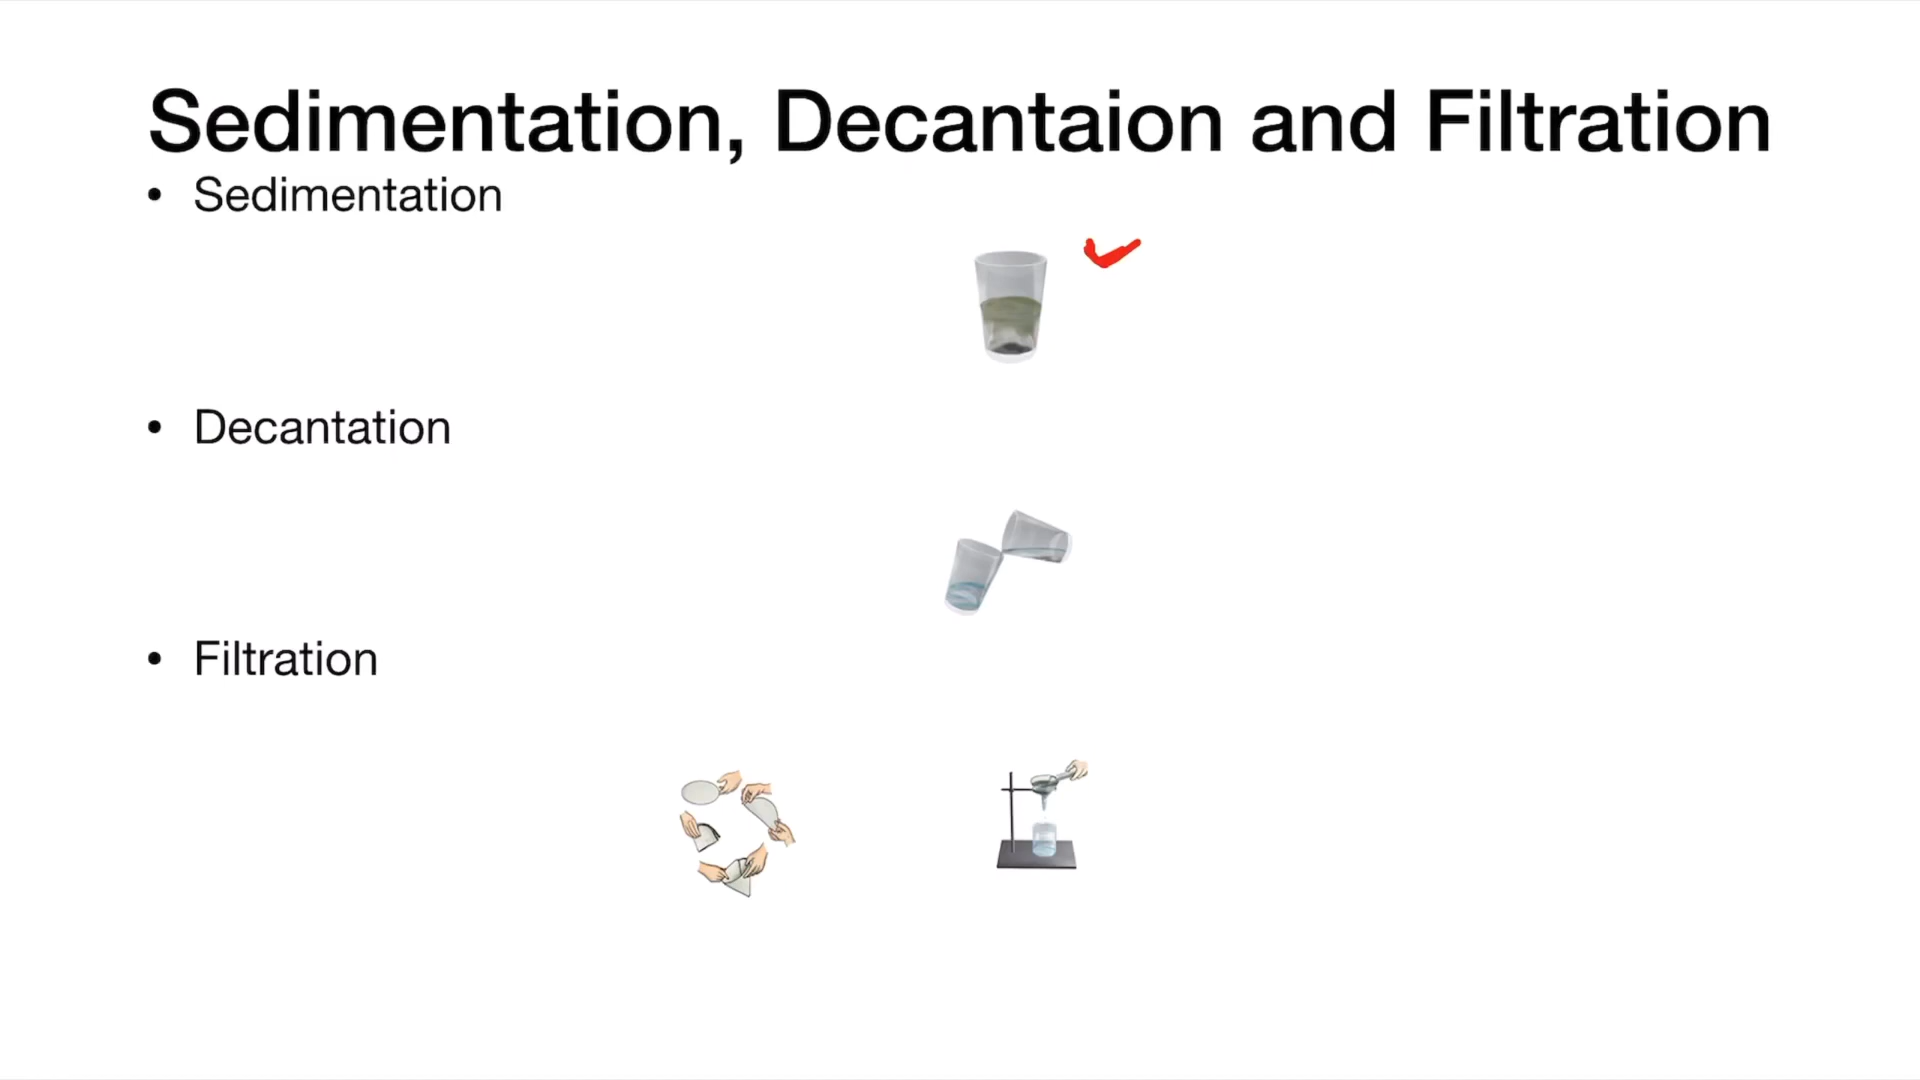 Sedimentation, Decantaion and Filtration
• Sedimentation
• Decantation
• Filtration